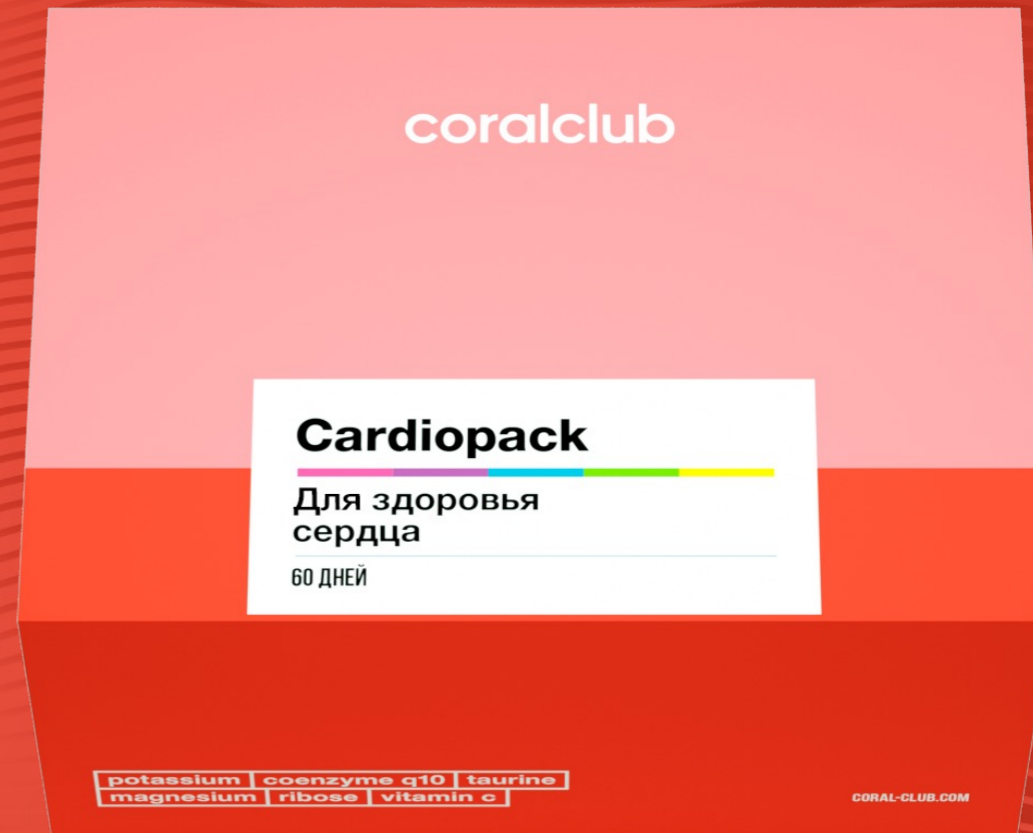 coralclub
Cardiopack
Для здоровья
сердца
60 ДНЕЙ
potassium coenzyme q10 taurine
magnesium ribose vitamin c
CORAL-CLUB.COM